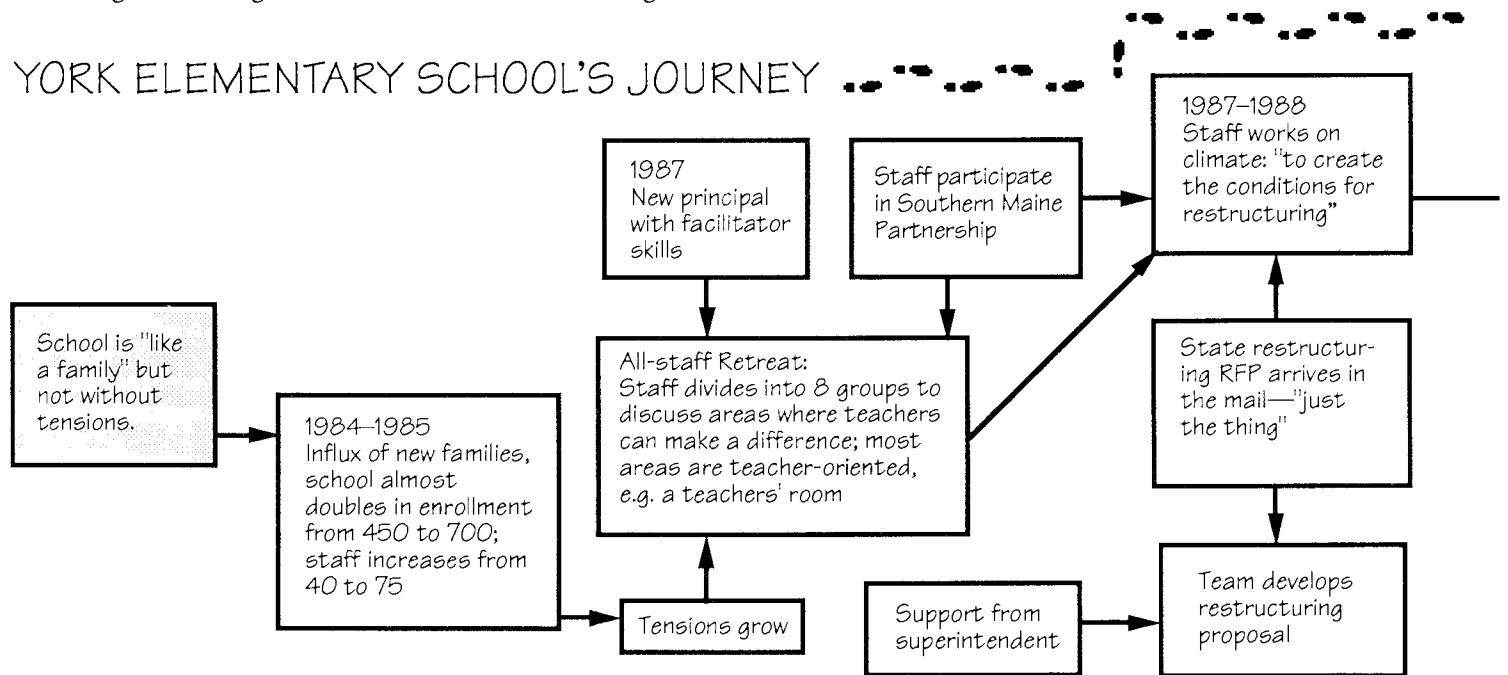 YORK ELEMENTARY SCHOOL'S JOURNEY
1987–1988
Staff works on
climate: "to create
the conditions for
restructuring"
1987
New principal
with facilitator
skills
Staff participate
in Southern Maine
Partnership
School is "like
a family" but
not without
tensions.
All-staff Retreat:
Staff divides into 8 groups to
discuss areas where teachers
can make a difference; most
areas are teacher-oriented,
e.g. a teachers' room
State restructur-
ing RFP arrives in
the mail—"just
the thing"
1984–1985
Influx of new families,
school almost
doubles in enrollment
from 450 to 700;
staff increases from
40 to 75
Tensions grow
Support from
superintendent
Team develops
restructuring
proposal